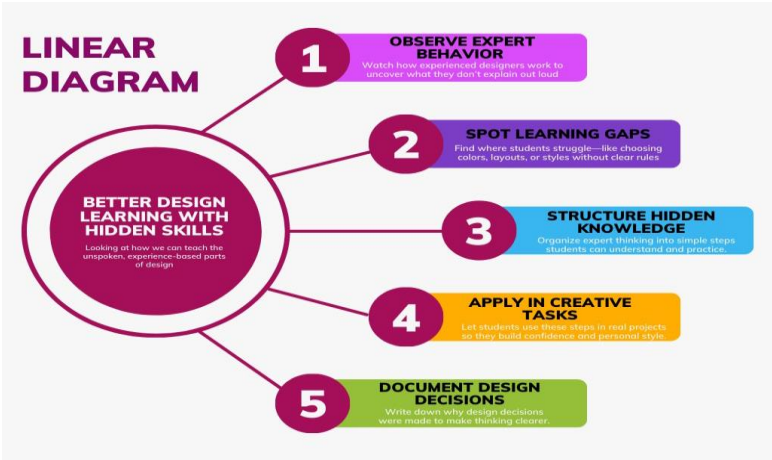 LINEAR
DIAGRAM
1
OBSERVE EXPERT
BEHAVIOR
Watch how experienced designers work to
uncover what they don't explain out loud
2
SPOT LEARNING GAPS
Find where students struggle—like choosing
colors, layouts, or styles without clear rules
BETTER DESIGN
LEARNING WITH
HIDDEN SKILLS
Looking at how we can teach the
unspoken, experience-based parts
of design
3
STRUCTURE HIDDEN
KNOWLEDGE
Organize expert thinking into simple steps
students can understand and practice.
4
APPLY IN CREATIVE
TASKS
Let students use these steps in real projects
so they build confidence and personal style.
5
DOCUMENT DESIGN
DECISIONS
Write down why design decisions
were made to make thinking clearer.